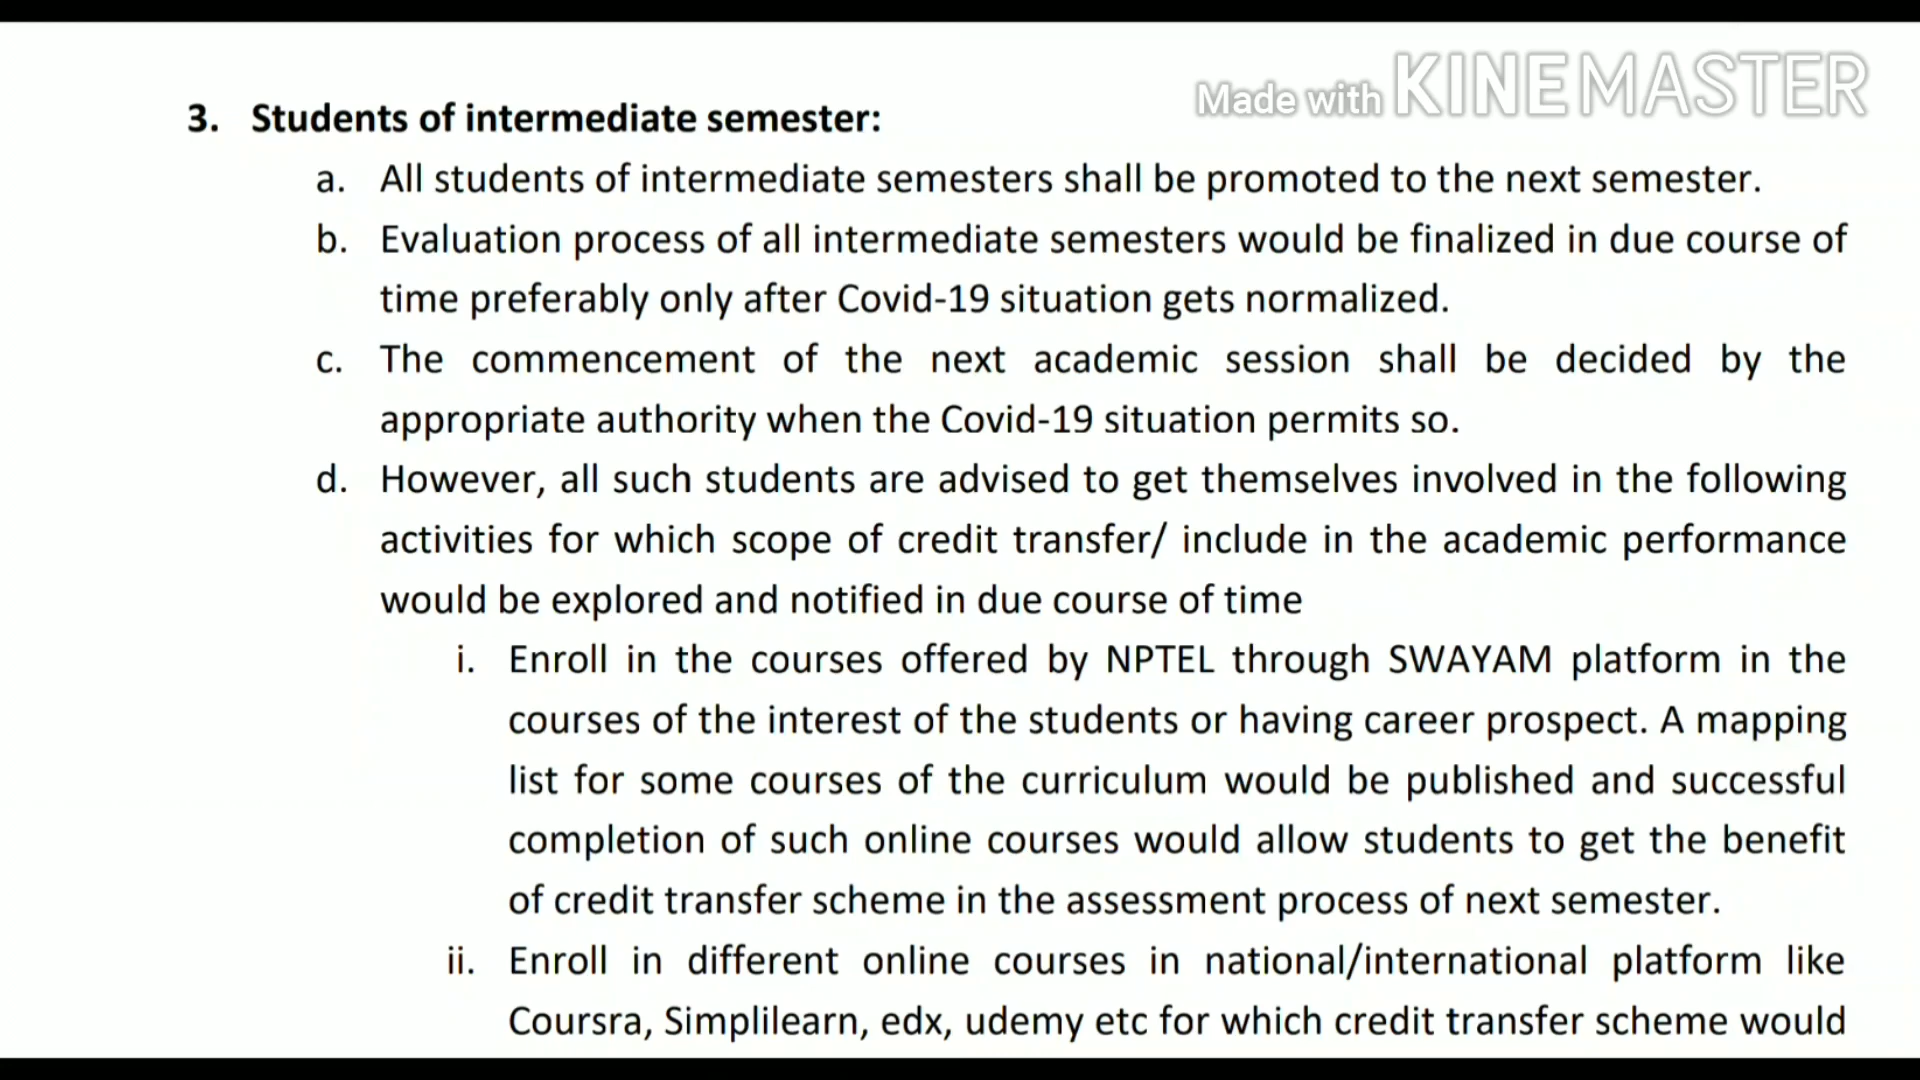 Made with KINEMASTER
3. Students of intermediate semester:
a. All students of intermediate semesters shall be promoted to the next semester.
b. Evaluation process of all intermediate semesters would be finalized in due course of
time preferably only after Covid-19 situation gets normalized.
c. The commencement of the next academic session shall be decided by the
appropriate authority when the Covid-19 situation permits so.
d. However, all such students are advised to get themselves involved in the following
activities for which scope of credit transfer/ include in the academic performance
would be explored and notified in due course of time
i. Enroll in the courses offered by NPTEL through SWAYAM platform in the
courses of the interest of the students or having career prospect. A mapping
list for some courses of the curriculum would be published and successful
completion of such online courses would allow students to get the benefit
of credit transfer scheme in the assessment process of next semester.
ii. Enroll in different online courses in national/international platform like
Coursra, Simplilearn, edx, udemy etc for which credit transfer scheme would